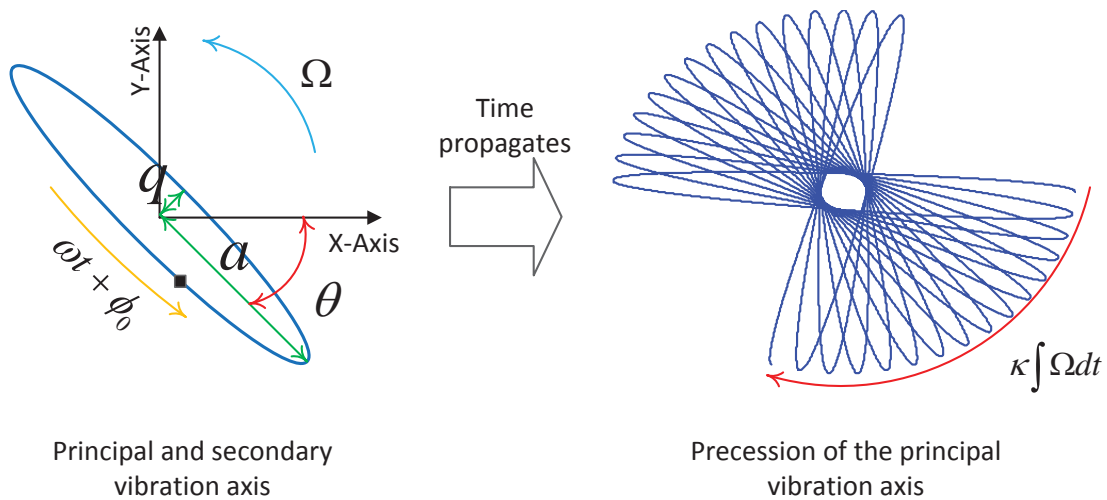 Y-Axis
Ω
q
a
X-Axis
θ
ωt + ϕ₀
Time
propagates
κ∫Ωdt
Principal and secondary
vibration axis
Precession of the principal
vibration axis